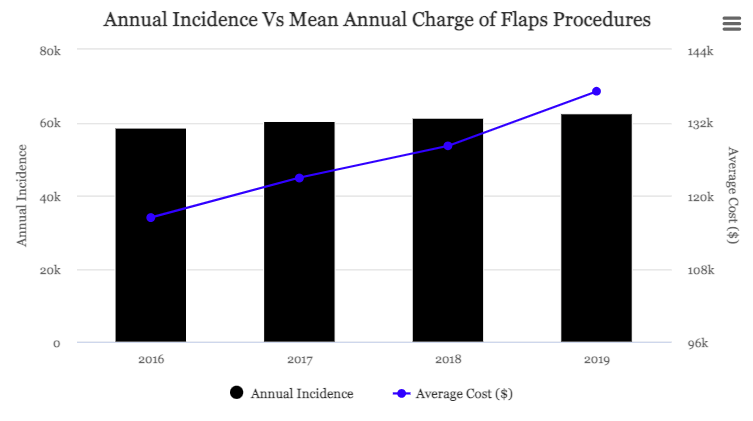 Annual Incidence Vs Mean Annual Charge of Flaps Procedures
80k
144k
60k
132k
40k
120k
20k
108k
0
96k
Annual Incidence
Average Cost ($)
2016
2017
2018
2019
Annual Incidence
Average Cost ($)